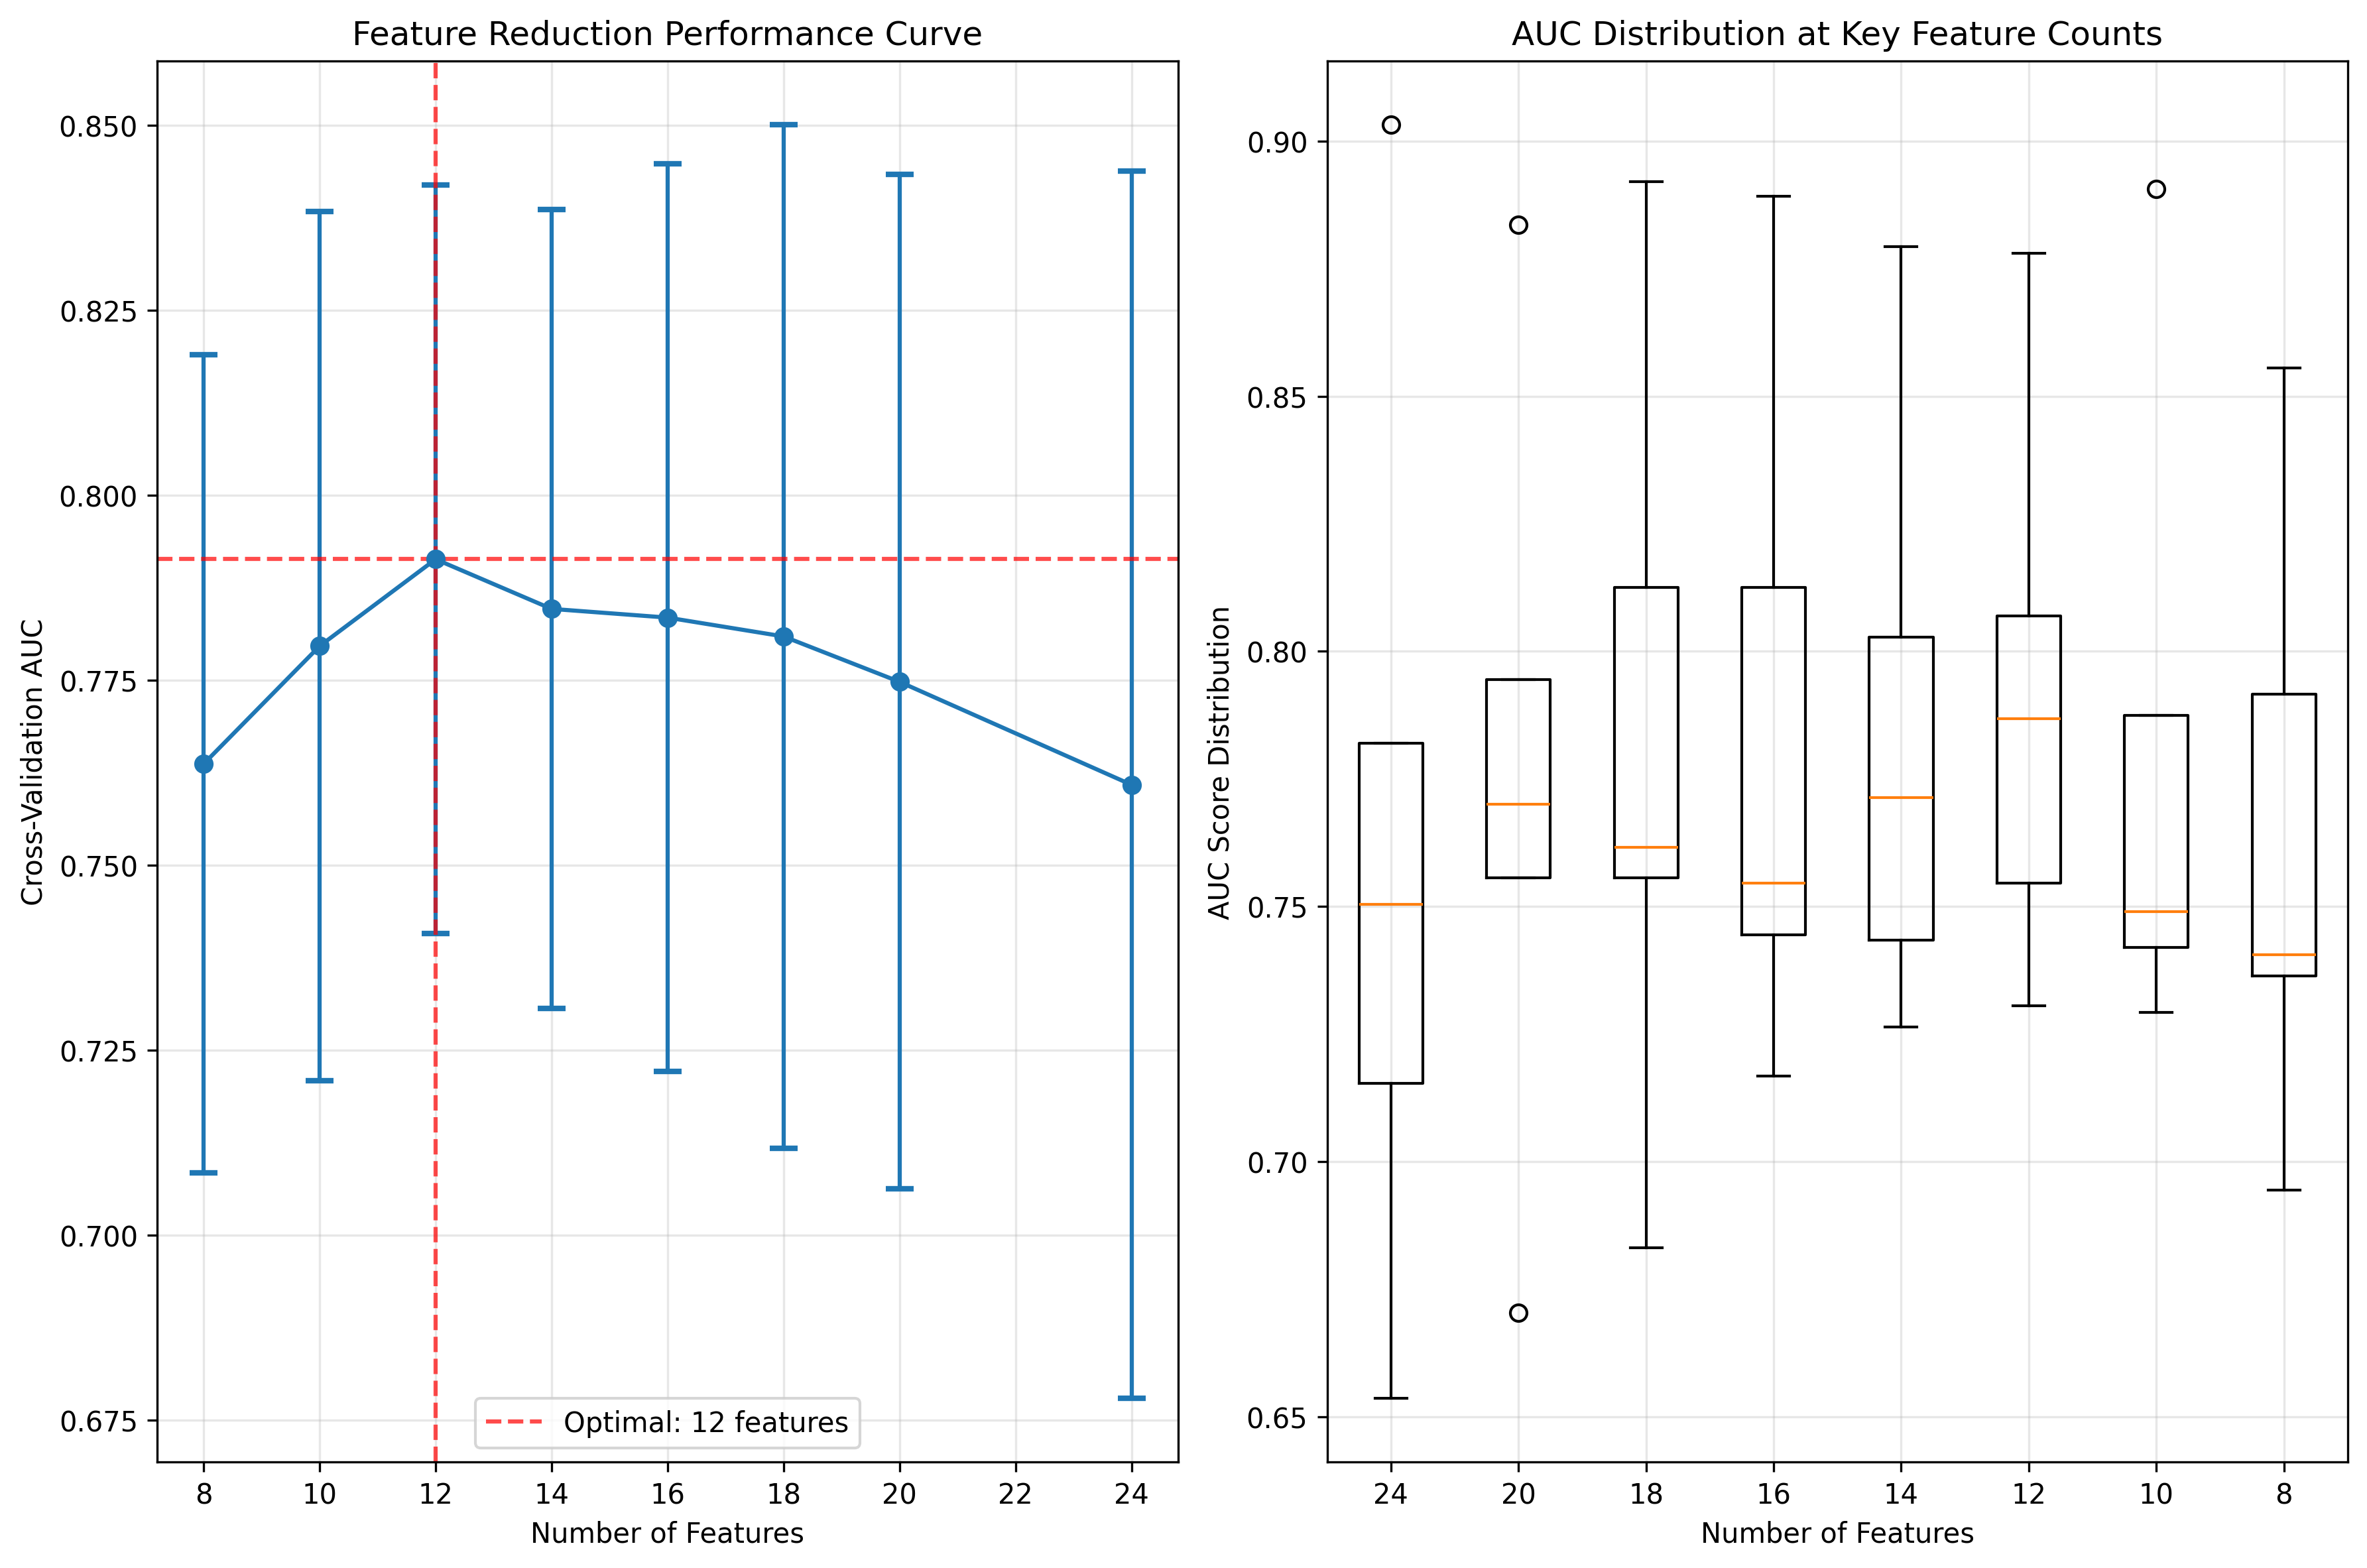 Feature Reduction Performance Curve
Cross-Validation AUC
0.850
0.825
0.800
0.775
0.750
0.725
0.700
0.675
Optimal: 12 features
8 10 12 14 16 18 20 22 24
Number of Features
AUC Distribution at Key Feature Counts
AUC Score Distribution
0.90
0.85
0.80
0.75
0.70
0.65
24 20 18 16 14 12 10 8
Number of Features